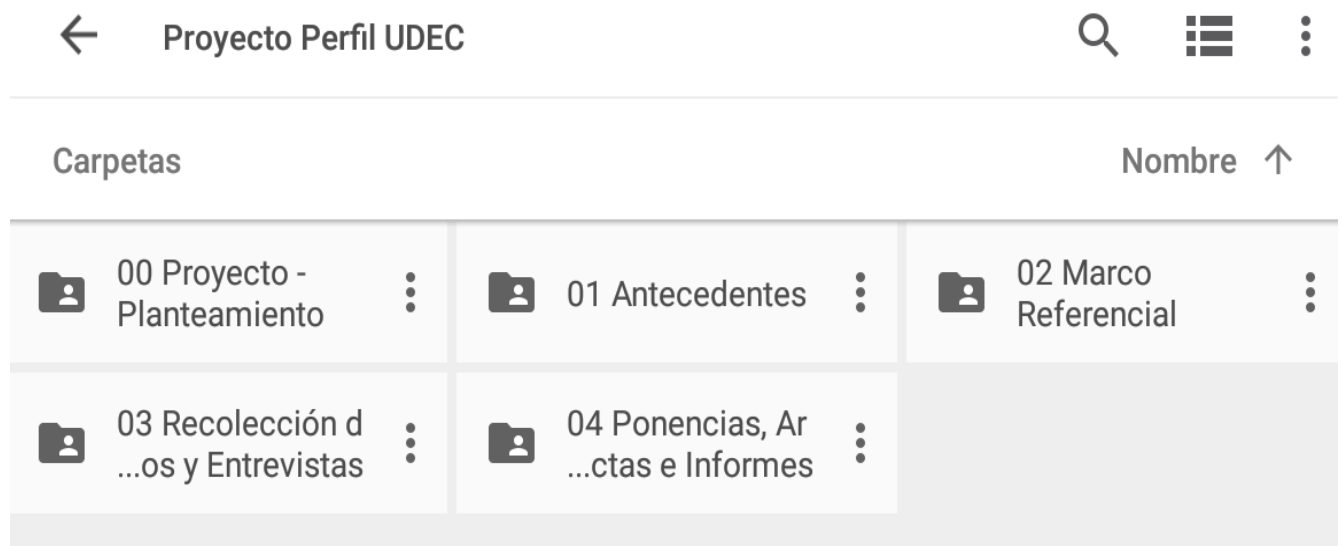 Proyecto Perfil UDEC
Carpetas
Nombre
00 Proyecto -
Planteamiento
01 Antecedentes
02 Marco
Referencial
03 Recolección d
...os y Entrevistas
04 Ponencias, Ar
...ctas e Informes